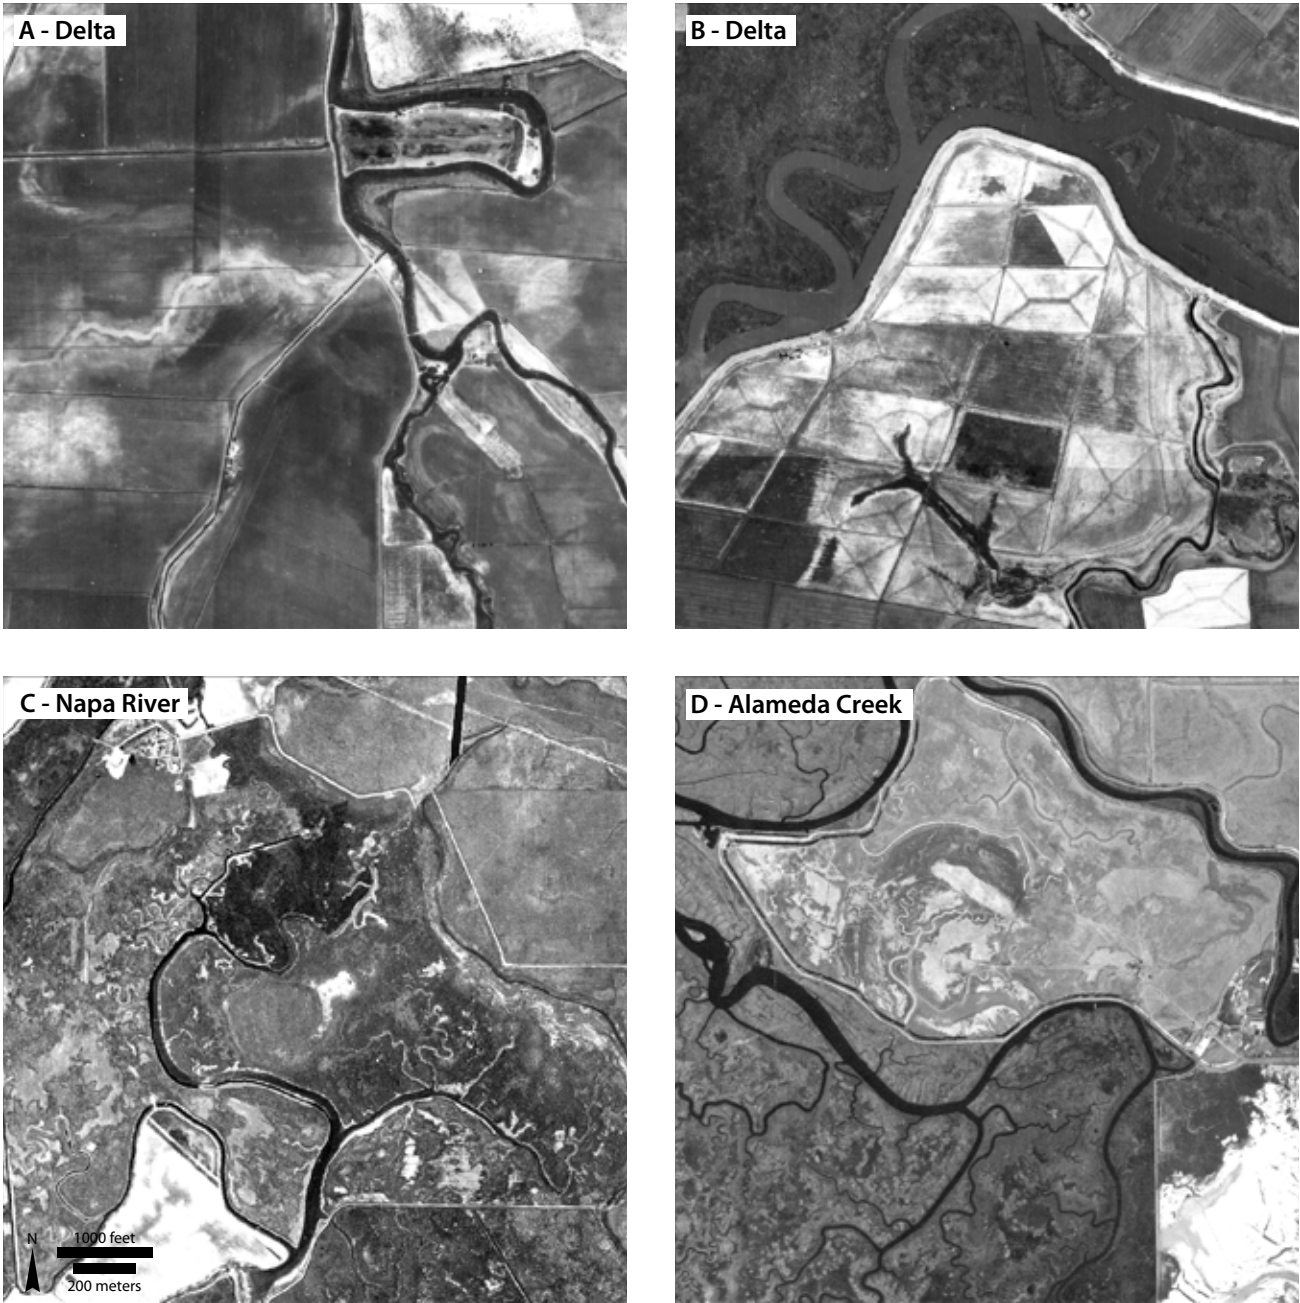 A - Delta
B - Delta
C - Napa River
D - Alameda Creek
N
1000 feet
200 meters